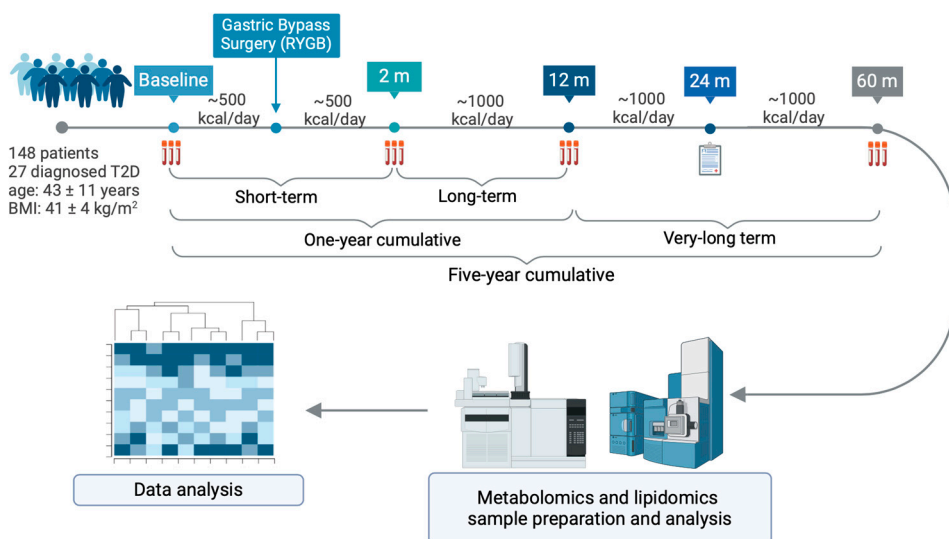 Gastric Bypass
Surgery (RYGB)
Baseline
2 m
12 m
24 m
60 m
~500
kcal/day
~500
kcal/day
~1000
kcal/day
~1000
kcal/day
~1000
kcal/day
148 patients
27 diagnosed T2D
age: 43 ± 11 years
BMI: 41 ± 4 kg/m²
Short-term
Long-term
One-year cumulative
Very-long term
Five-year cumulative
Data analysis
Metabolomics and lipidomics
sample preparation and analysis